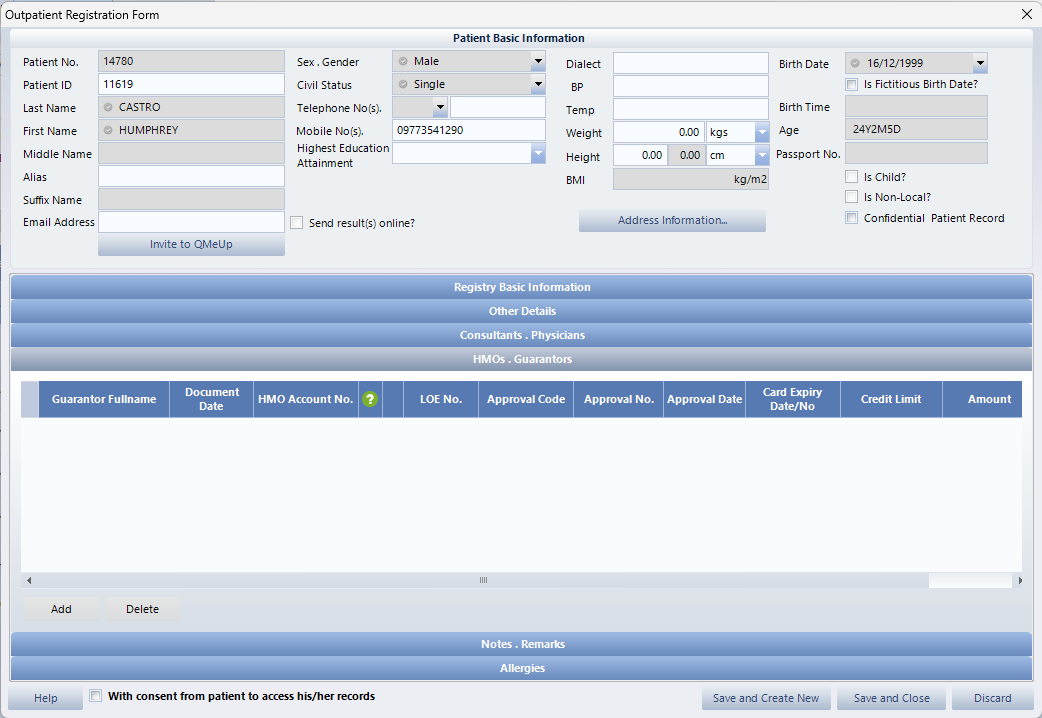 Outpatient Registration Form
Patient Basic Information
Patient No. 14780
Patient ID 11619
Last Name CASTRO
First Name HUMPHREY
Middle Name
Alias
Suffix Name
Email Address
Invite to QMeUp
Sex . Gender Male
Civil Status Single
Telephone No(s).
Mobile No(s). 09773541290
Highest Education
Attainment
Send result(s) online?
Dialect
BP
Temp
Weight 0.00 kgs
Height 0.00 0.00 cm
BMI kg/m2
Address Information...
Birth Date 16/12/1999
Is Fictitious Birth Date?
Birth Time
Age 24Y2M5D
Passport No.
Is Child?
Is Non-Local?
Confidential Patient Record
Registry Basic Information
Other Details
Consultants . Physicians
HMOs . Guarantors
Guarantor Fullname
Document
Date
HMO Account No.
?
LOE No.
Approval Code
Approval No.
Approval Date
Card Expiry
Date/No
Credit Limit
Amount
Add Delete
Notes . Remarks
Allergies
Help
With consent from patient to access his/her records
Save and Create New
Save and Close
Discard